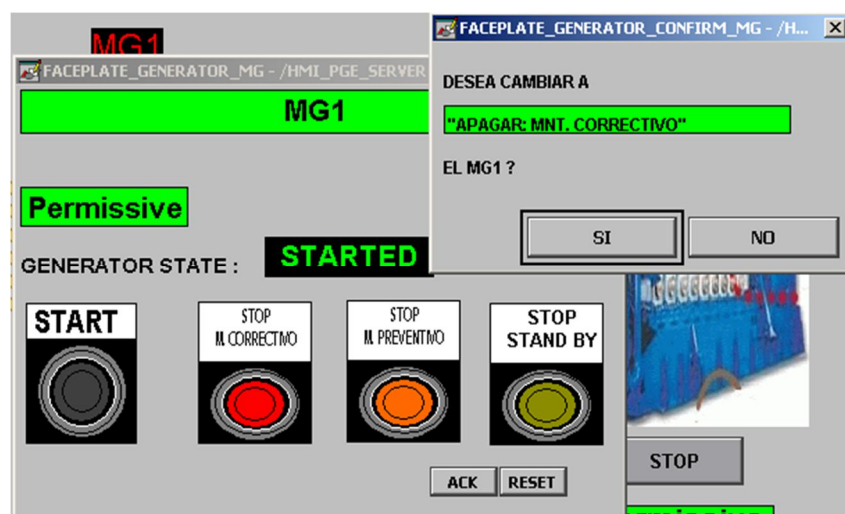 MG1
FACEPLATE_GENERATOR_MG - /HMI_PGE_SERVER
MG1
Permissive
GENERATOR STATE : STARTED
START
STOP
M. CORRECTIVO
STOP
M. PREVENTIVO
STOP
STAND BY
ACK RESET
FACEPLATE_GENERATOR_CONFIRM_MG - /H...
DESEA CAMBIAR A
"APAGAR: MNT. CORRECTIVO"
EL MG1 ?
SI NO
STOP